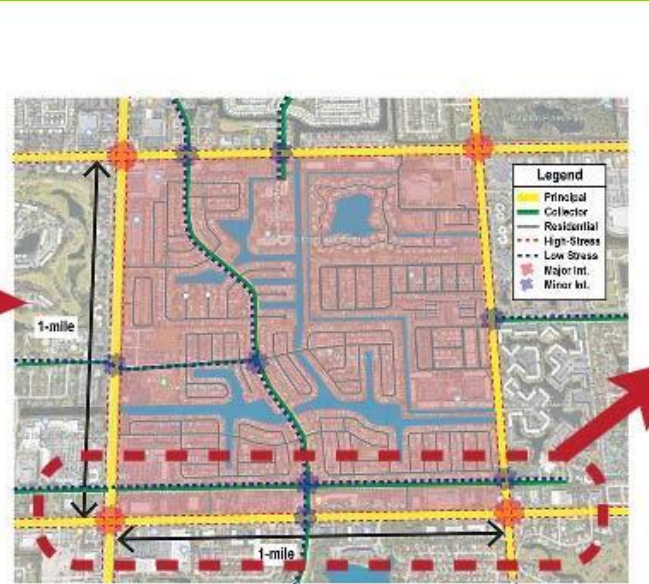 Legend
Principal
Collector
Residential
High-Stress
Low Stress
Major Int.
Minor Int.
1-mile
1-mile